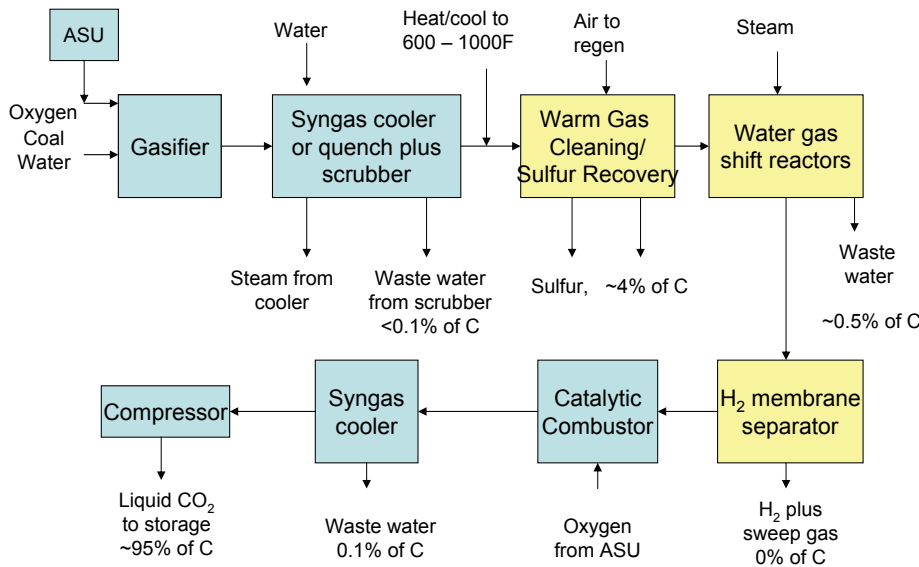 ASU
Water
Heat/cool to
600 – 1000F
Air to
regen
Steam
Oxygen
Coal
Water
Gasifier
Syngas cooler
or quench plus
scrubber
Warm Gas
Cleaning/
Sulfur Recovery
Water gas
shift reactors
Steam from
cooler
Waste water
from scrubber
<0.1% of C
Sulfur,
~4% of C
Waste
water
~0.5% of C
Compressor
Syngas
cooler
Catalytic
Combustor
H2 membrane
separator
Liquid CO2
to storage
~95% of C
Waste water
0.1% of C
Oxygen
from ASU
H2 plus
sweep gas
0% of C